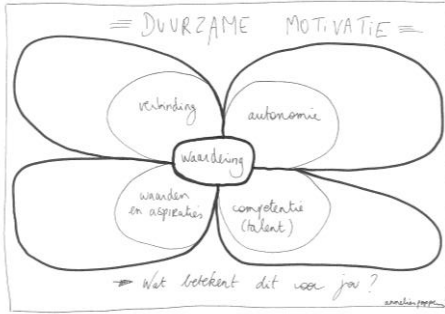 = DUURZAME MOTIVATIE =
verbinding
autonomie
waardering
waarden
en aspiraties
competentie
(talent)
Wat betekent dit voor jou?